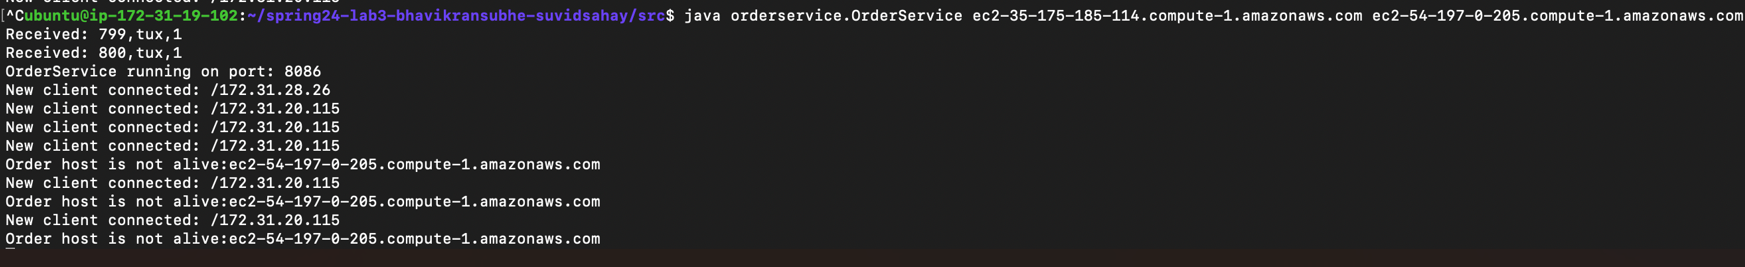 [^Cubuntu@ip-172-31-19-102:~/spring24-lab3-bhavikransubhe-suvidsahay/src$ java orderservice.OrderService ec2-35-175-185-114.compute-1.amazonaws.com ec2-54-197-0-205.compute-1.amazonaws.com
Received: 799,tux,1
Received: 800,tux,1
OrderService running on port: 8086
New client connected: /172.31.28.26
New client connected: /172.31.20.115
New client connected: /172.31.20.115
New client connected: /172.31.20.115
Order host is not alive:ec2-54-197-0-205.compute-1.amazonaws.com
New client connected: /172.31.20.115
Order host is not alive:ec2-54-197-0-205.compute-1.amazonaws.com
New client connected: /172.31.20.115
Order host is not alive:ec2-54-197-0-205.compute-1.amazonaws.com